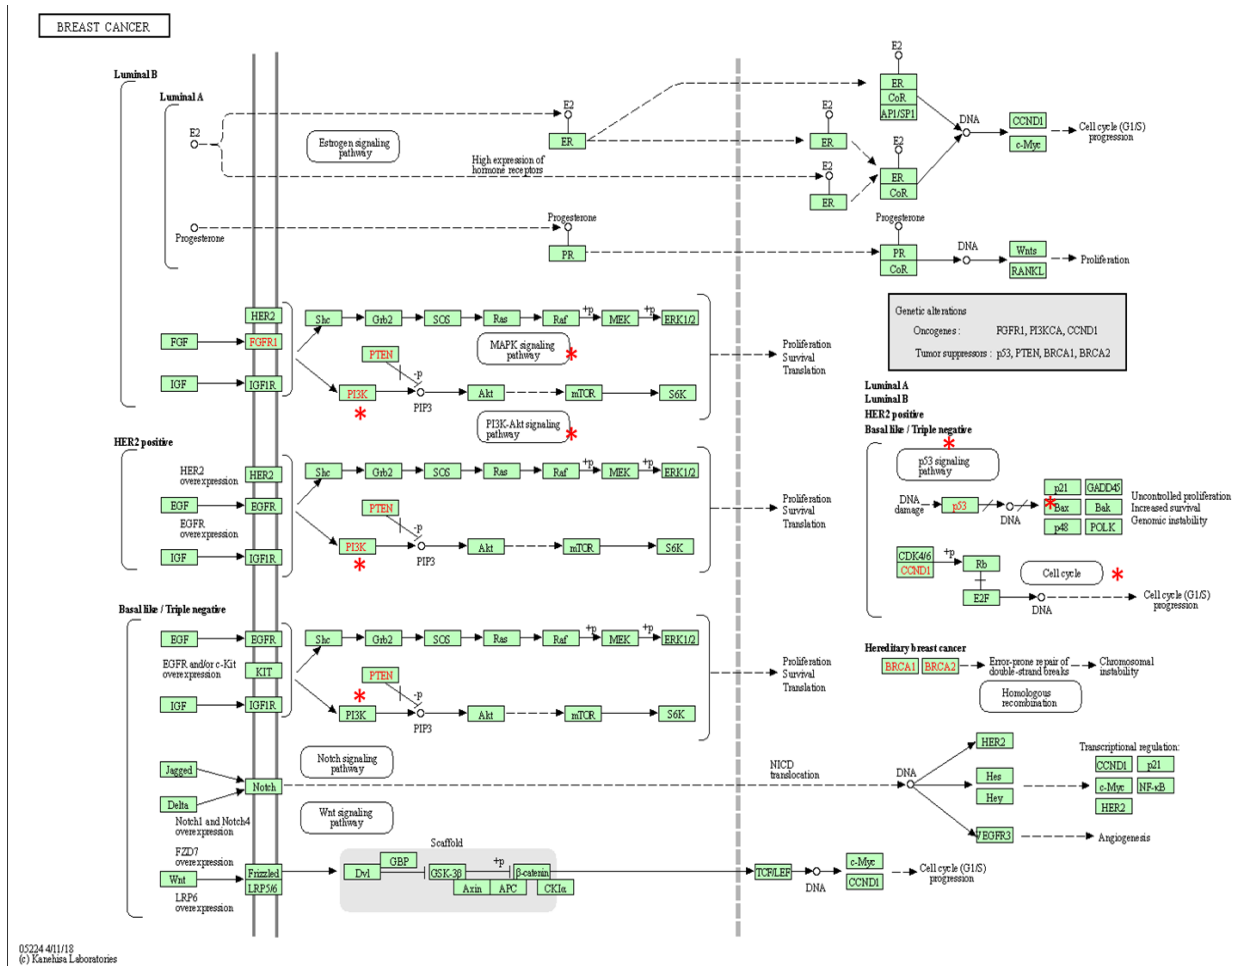 BREAST CANCER
Luminal B
Luminal A
E2
Estrogen signaling
pathway
High expression of
hormone receptors
E2
ER
E2
ER
E2
ER
E2
ER
CoR
AP1/SP1
E2
ER
CoR
DNA
CCND1
c-Myc
Cell cycle (G1/S)
progression
Progesterone
Progesterone
PR
Progesterone
PR
CoR
DNA
Wnts
RANKL
Proliferation
HER2
FGF
FGFR1
IGF
IGF1R
Shc
Grb2
SOS
Ras
Raf
+p
MEK
+p
ERK1/2
MAPK signaling
pathway
*
PTEN
-p
PI3K
*
PIP3
Akt
mTOR
S6K
PI3K-Akt signaling
pathway
*
Proliferation
Survival
Translation
Genetic alterations
Oncogenes : FGFR1, PI3KCA, CCND1
Tumor suppressors : p53, PTEN, BRCA1, BRCA2
HER2 positive
HER2
overexpression
HER2
EGF
EGFR
EGFR
overexpression
IGF
IGF1R
Shc
Grb2
SOS
Ras
Raf
+p
MEK
+p
ERK1/2
PTEN
-p
PI3K
*
PIP3
Akt
mTOR
S6K
Proliferation
Survival
Translation
Luminal A
Luminal B
HER2 positive
Basal like / Triple negative
*
p53 signaling
pathway
DNA
damage
p53
DNA
p21
GADD45
*
Bax
Bak
p48
POLK
Uncontrolled proliferation
Increased survival
Genomic instability
CDK4/6
CCND1
+p
Rb
E2F
Cell cycle
*
DNA
Cell cycle (G1/S)
progression
Basal like / Triple negative
EGF
EGFR
EGFR and/or c-Kit
overexpression
KIT
IGF
IGF1R
Shc
Grb2
SOS
Ras
Raf
+p
MEK
+p
ERK1/2
PTEN
*
-p
PI3K
PIP3
Akt
mTOR
S6K
Proliferation
Survival
Translation
Hereditary breast cancer
BRCA1
BRCA2
Error-prone repair of
double-strand breaks
Chromosomal
instability
Homologous
recombination
Jagged
Delta
Notch
Notch1 and Notch4
overexpression
Notch signaling
pathway
NICD
translocation
DNA
HER2
Hes
Hey
VEGFR3
Transcriptional regulation:
CCND1
p21
c-Myc
NF-κB
HER2
Angiogenesis
Wnt signaling
pathway
FZD7
overexpression
Wnt
LRP6
overexpression
Frizzled
LRP5/6
Scaffold
Dvl
GBP
GSK-3β
+p
β-catenin
Axin
APC
CKIα
TCF/LEF
DNA
c-Myc
CCND1
Cell cycle (G1/S)
progression
05224 4/11/18
(c) Kanehisa Laboratories